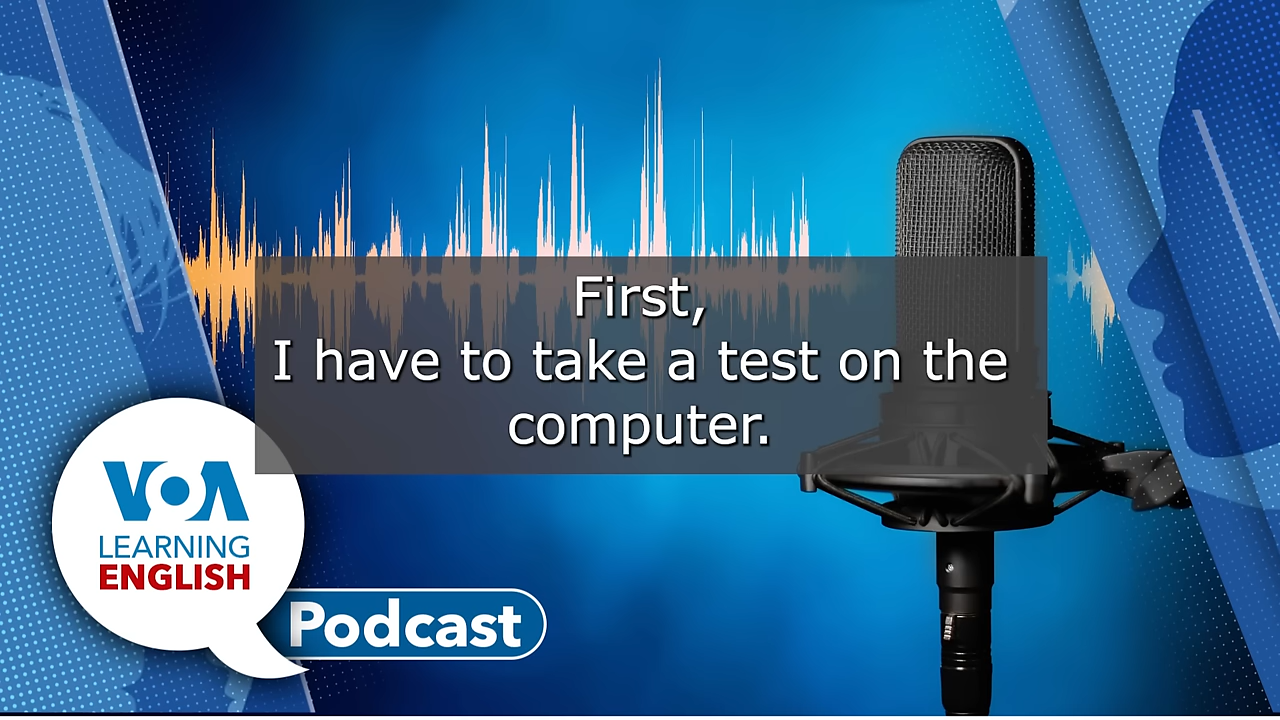 First,
I have to take a test on the
computer.
VOA
LEARNING
ENGLISH
Podcast